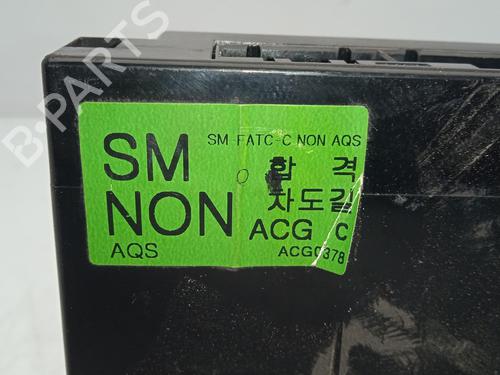 B-PARTS
SM FATC-C NON AQS
SM 합 격
NON 차도길
ACG C
AQS ACG0378